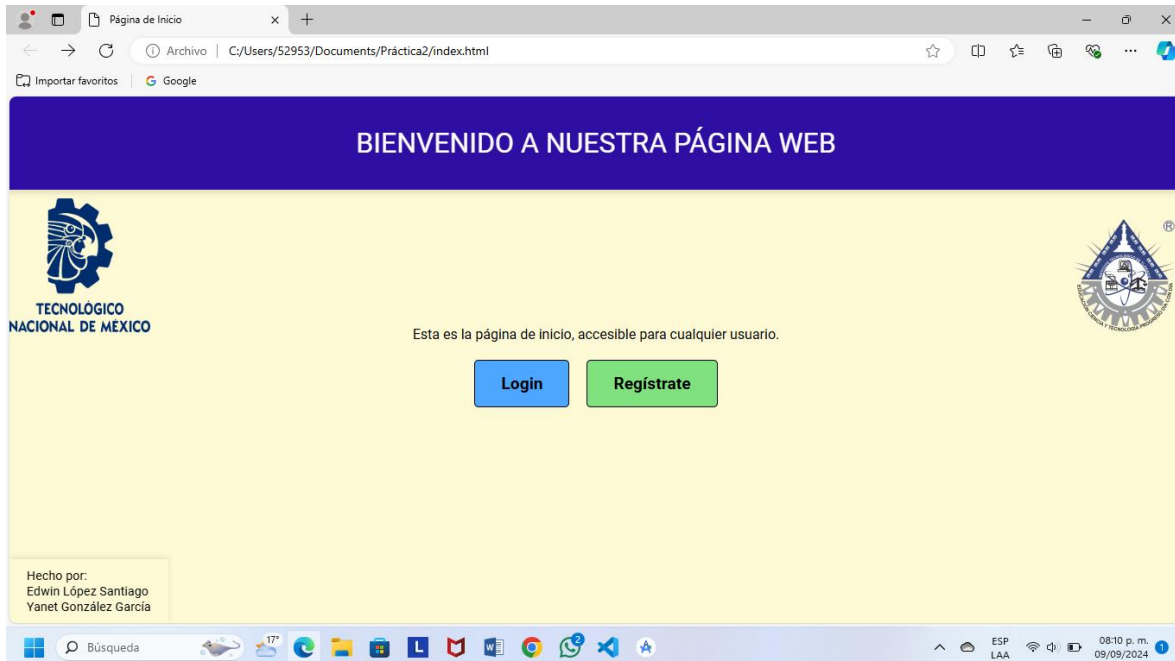 Página de Inicio
Archivo
C:/Users/52953/Documents/Práctica2/index.html
Importar favoritos
Google
BIENVENIDO A NUESTRA PÁGINA WEB
TECNOLÓGICO
NACIONAL DE MÉXICO
®
Esta es la página de inicio, accesible para cualquier usuario.
Login
Regístrate
Hecho por:
Edwin López Santiago
Yanet González García
Búsqueda
17°
L
W
2
ESP
LAA
08:10 p. m.
09/09/2024
1